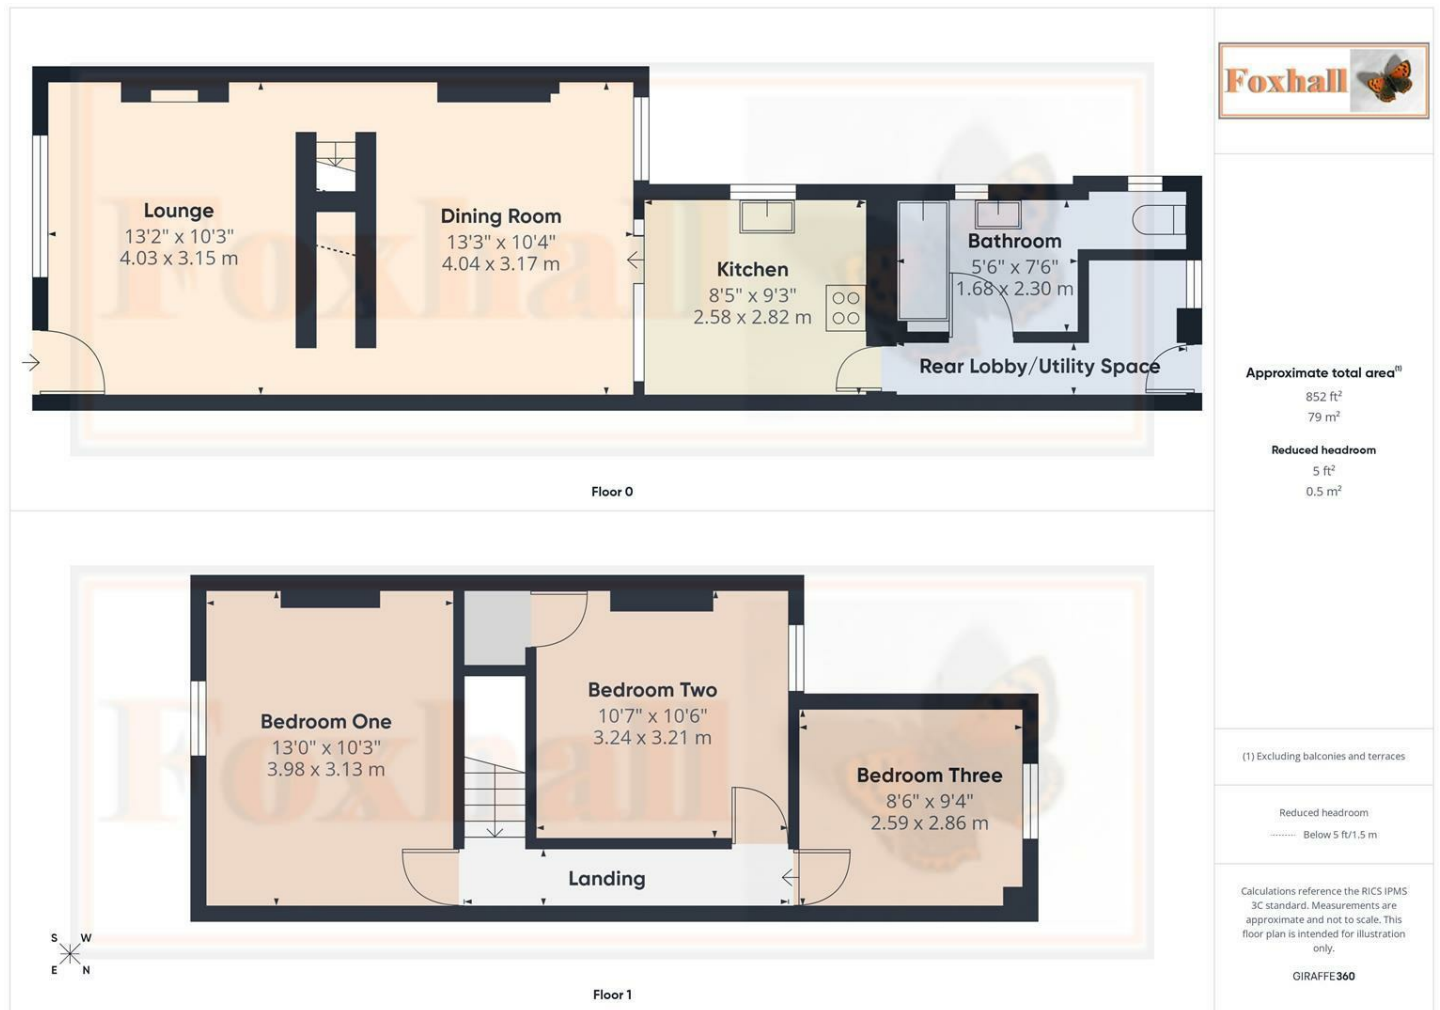 Foxhall
Lounge
13'2" x 10'3"
4.03 x 3.15 m
Dining Room
13'3" x 10'4"
4.04 x 3.17 m
Kitchen
8'5" x 9'3"
2.58 x 2.82 m
Bathroom
5'6" x 7'6"
1.68 x 2.30 m
Rear Lobby/Utility Space
Foxhall
Floor 0
Bedroom One
13'0" x 10'3"
3.98 x 3.13 m
Bedroom Two
10'7" x 10'6"
3.24 x 3.21 m
Bedroom Three
8'6" x 9'4"
2.59 x 2.86 m
Landing
Foxhall
S W
E N
Floor 1
Approximate total area(1)
852 ft²
79 m²
Reduced headroom
5 ft²
0.5 m²
(1) Excluding balconies and terraces
Reduced headroom
Below 5 ft/1.5 m
Calculations reference the RICS IPMS
3C standard. Measurements are
approximate and not to scale. This
floor plan is intended for illustration
only.
GIRAFFE360